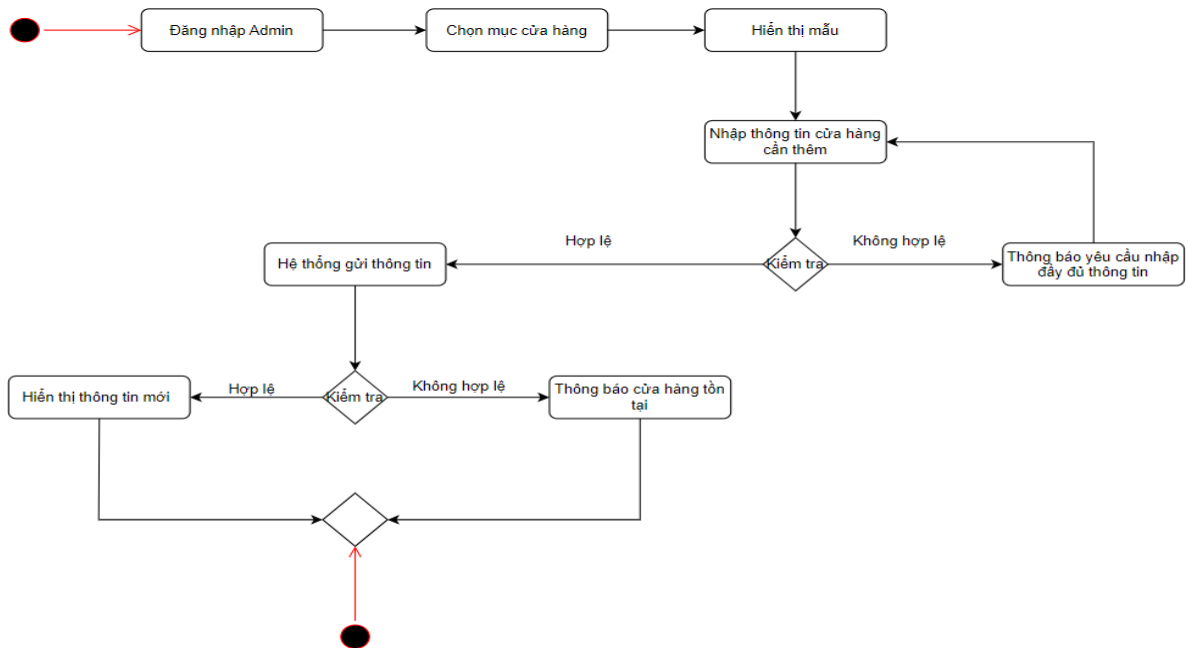 Đăng nhập Admin
Chọn mục cửa hàng
Hiển thị mẫu
Nhập thông tin cửa hàng
cần thêm
Hợp lệ
Không hợp lệ
Hệ thổng gửi thông tin
Kiểm tra
Thông báo yêu cầu nhập
đầy đủ thông tin
Hiển thị thông tin mới
Hợp lệ
Kiểm tra
Không hợp lệ
Thông báo cửa hàng tồn
tại